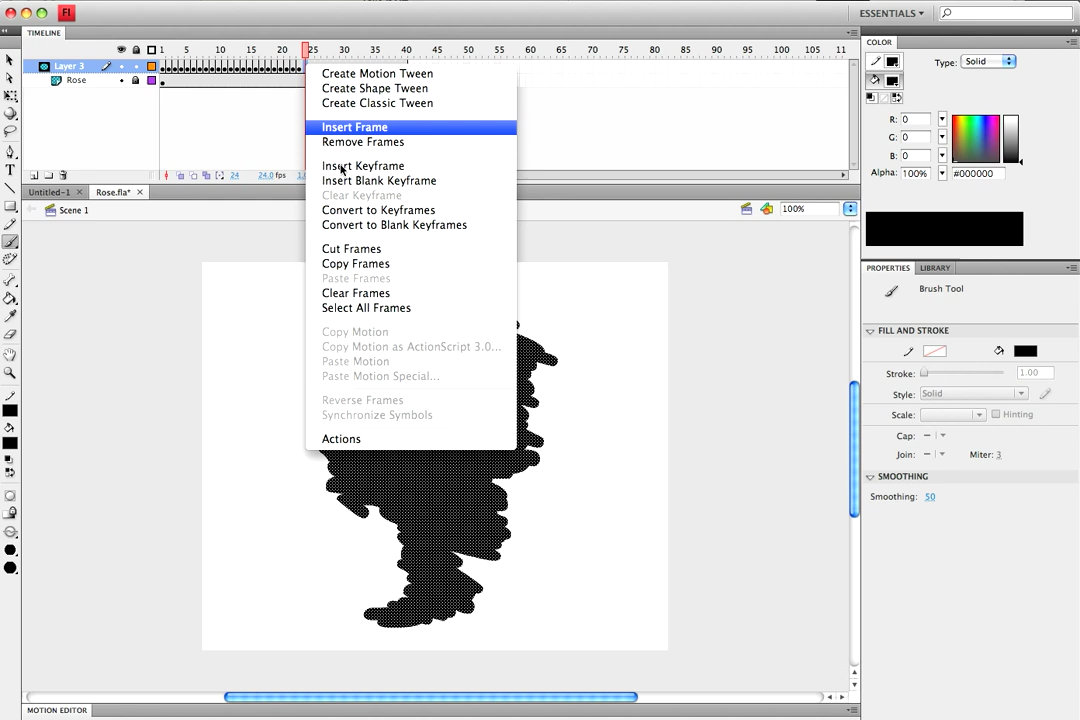 Fl
ESSENTIALS
TIMELINE
1 5 10 15 20 25 30 35 40 45 50 55 60 65 70 75 80 85 90 95 100 105 11
Layer 3
Rose
24 24.0 fps
Create Motion Tween
Create Shape Tween
Create Classic Tween
Insert Frame
Remove Frames
Insert Keyframe
Insert Blank Keyframe
Clear Keyframe
Convert to Keyframes
Convert to Blank Keyframes
Cut Frames
Copy Frames
Paste Frames
Clear Frames
Select All Frames
Copy Motion
Copy Motion as ActionScript 3.0...
Paste Motion
Paste Motion Special...
Reverse Frames
Synchronize Symbols
Actions
Untitled-1
Rose.fla*
Scene 1
100%
T
MOTION EDITOR
COLOR
Type: Solid
R: 0
G: 0
B: 0
Alpha: 100% #000000
PROPERTIES LIBRARY
Brush Tool
FILL AND STROKE
Stroke: 1.00
Style: Solid
Scale: Hinting
Cap:
Join: Miter: 3
SMOOTHING
Smoothing: 50